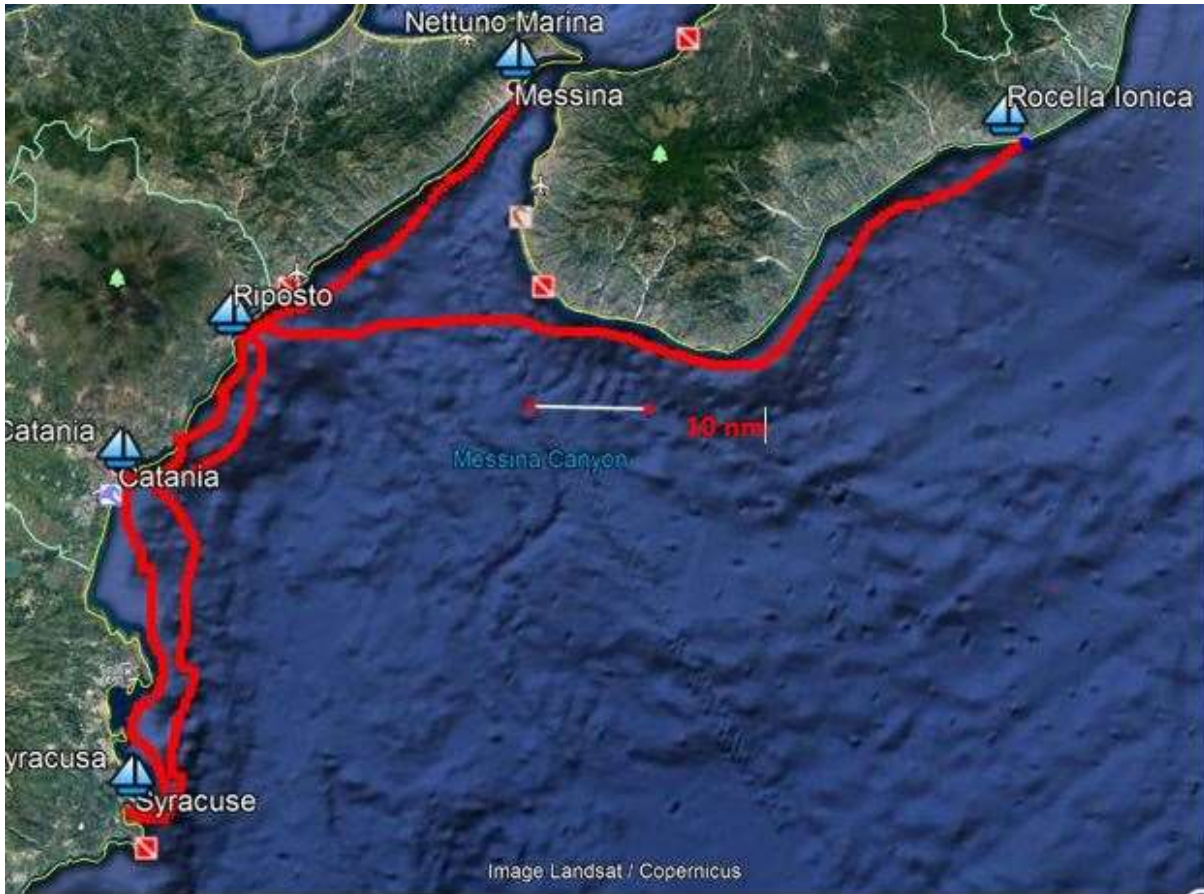 Nettuno Marina
Messina
Rocella Ionica
Riposto
10 nm
Catania
Messina Canyon
Catania
yracusa
Syracuse
Image Landsat / Copernicus